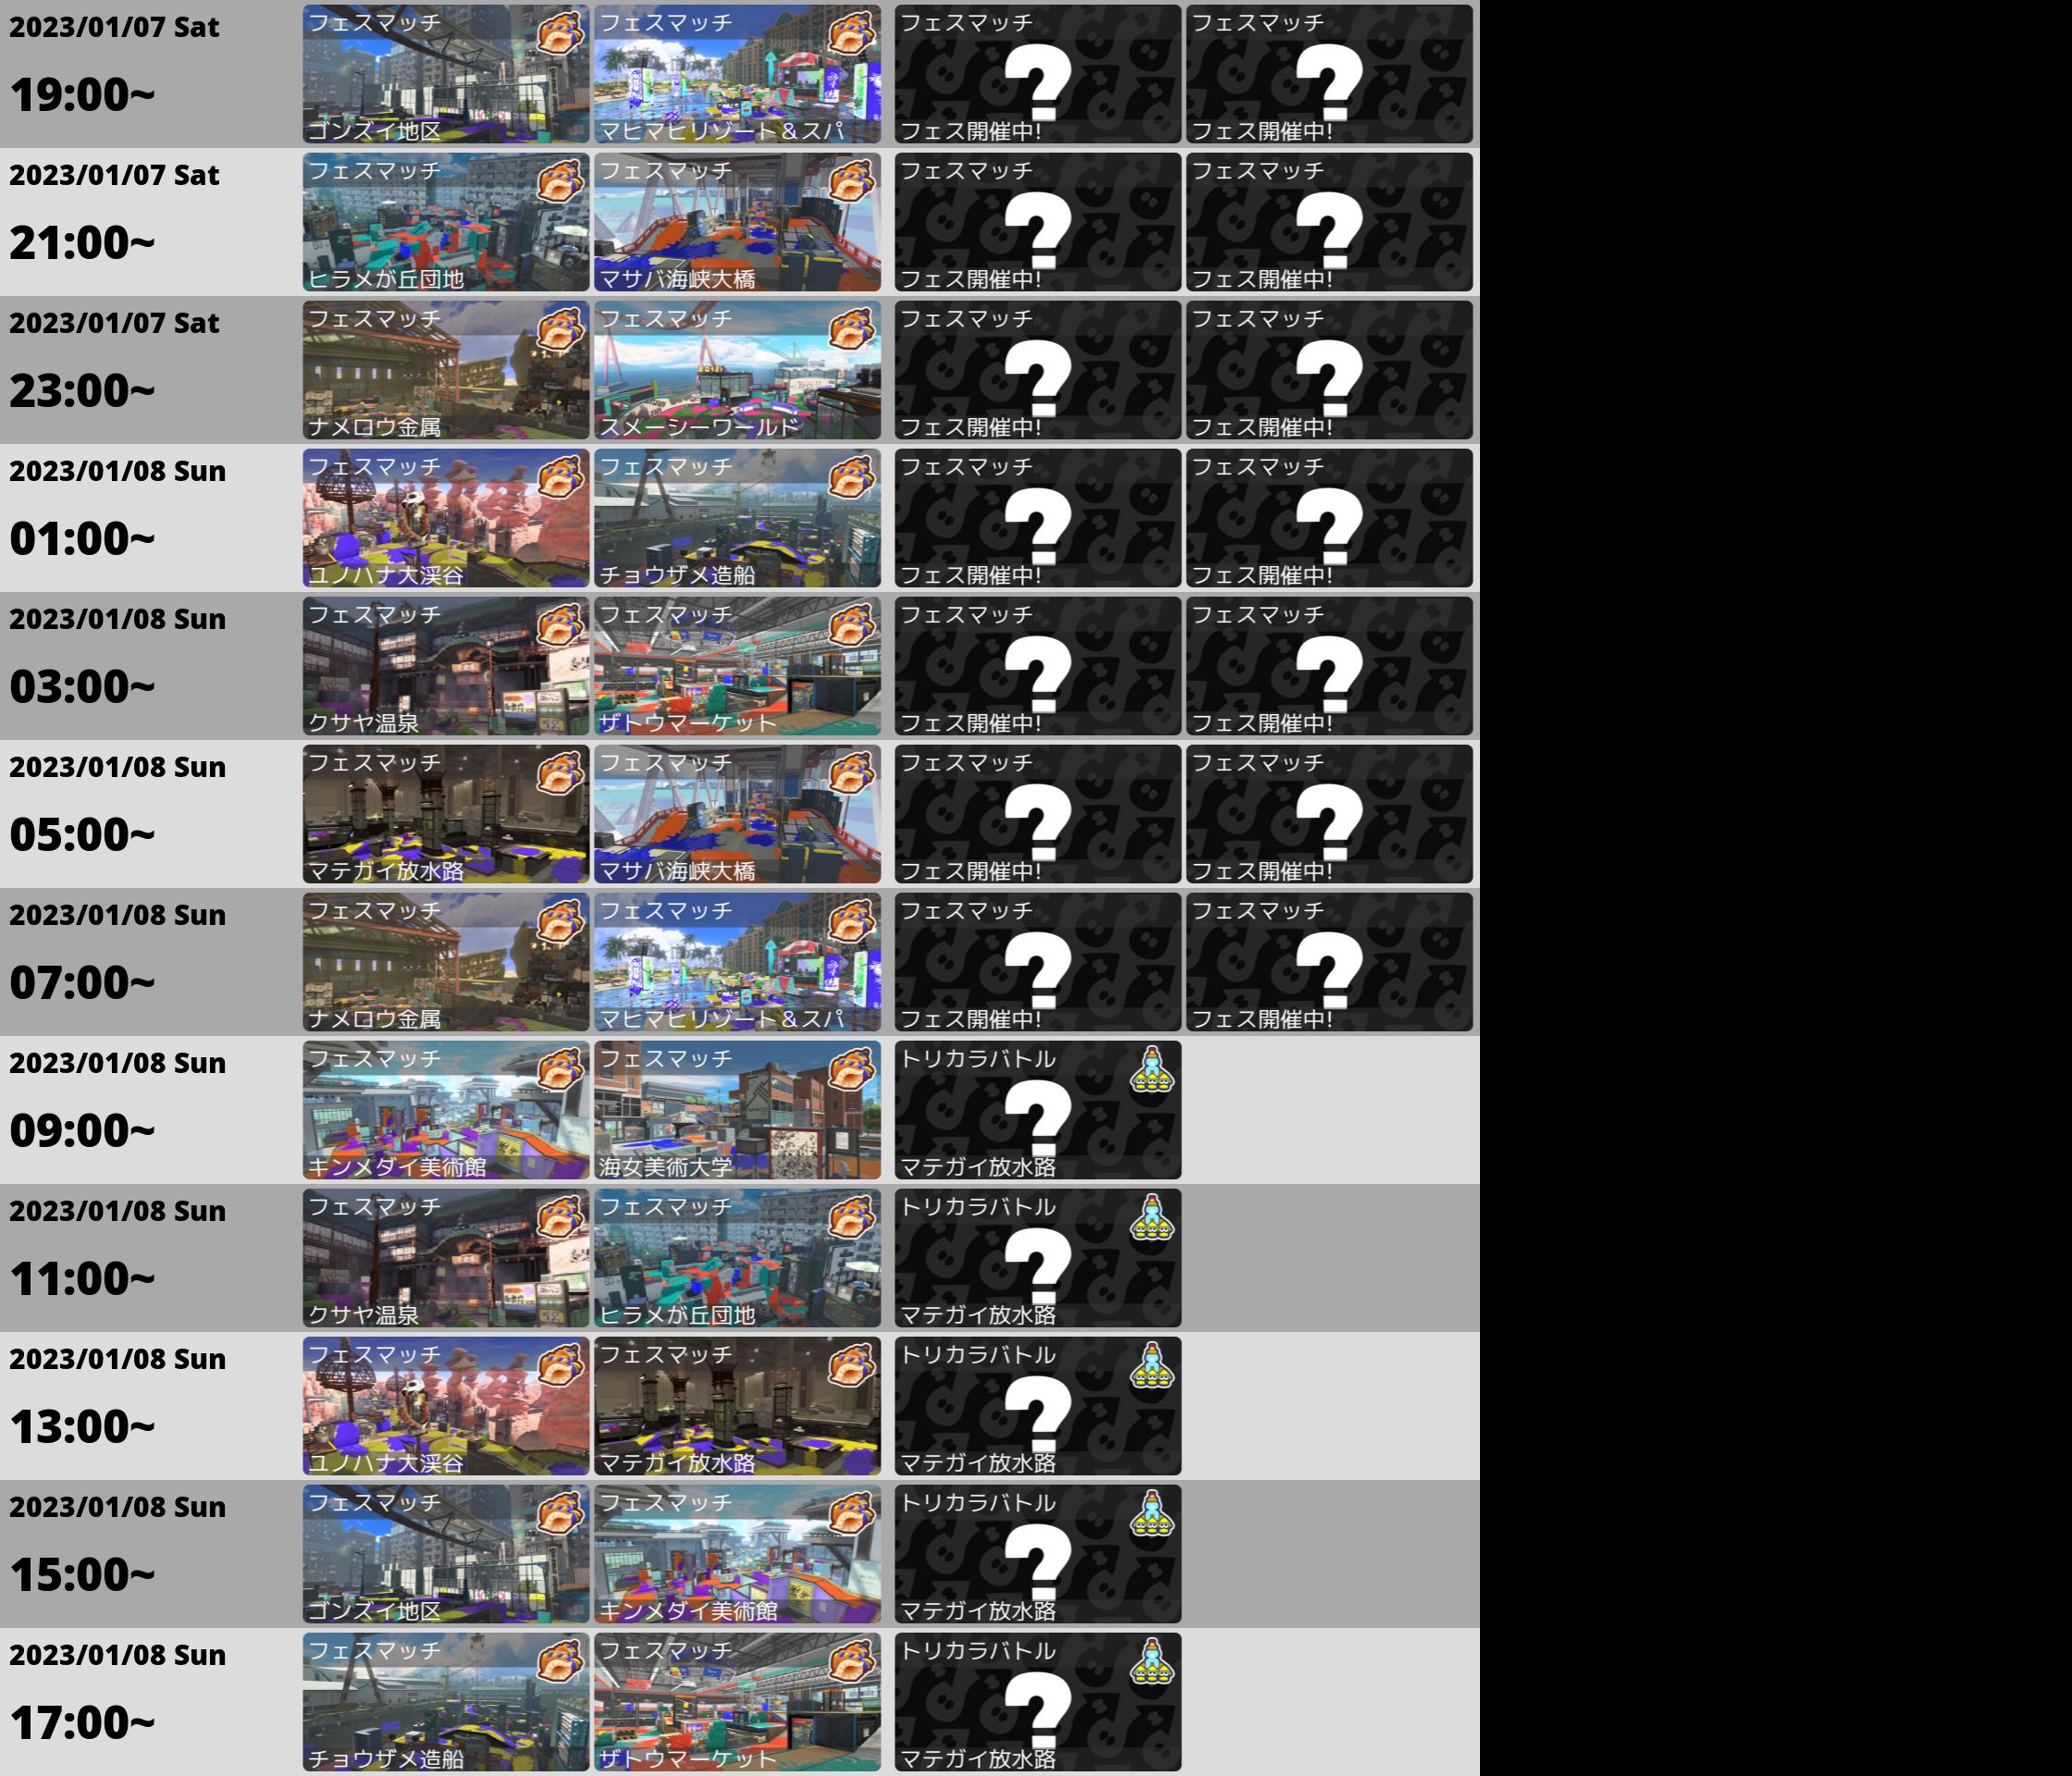 2023/01/07 Sat
19:00~
フェスマッチ
ゴンズイ地区
フェスマッチ
マヒマヒリゾート＆スパ
フェスマッチ
?
フェス開催中!
フェスマッチ
?
フェス開催中!
2023/01/07 Sat
21:00~
フェスマッチ
ヒラメが丘団地
フェスマッチ
マサバ海峡大橋
フェスマッチ
?
フェス開催中!
フェスマッチ
?
フェス開催中!
2023/01/07 Sat
23:00~
フェスマッチ
ナメロウ金属
フェスマッチ
スメーシーワールド
フェスマッチ
?
フェス開催中!
フェスマッチ
?
フェス開催中!
2023/01/08 Sun
01:00~
フェスマッチ
ユノハナ大渓谷
フェスマッチ
チョウザメ造船
フェスマッチ
?
フェス開催中!
フェスマッチ
?
フェス開催中!
2023/01/08 Sun
03:00~
フェスマッチ
クサヤ温泉
フェスマッチ
ザトウマーケット
フェスマッチ
?
フェス開催中!
フェスマッチ
?
フェス開催中!
2023/01/08 Sun
05:00~
フェスマッチ
マテガイ放水路
フェスマッチ
マサバ海峡大橋
フェスマッチ
?
フェス開催中!
フェスマッチ
?
フェス開催中!
2023/01/08 Sun
07:00~
フェスマッチ
ナメロウ金属
フェスマッチ
マヒマヒリゾート＆スパ
フェスマッチ
?
フェス開催中!
フェスマッチ
?
フェス開催中!
2023/01/08 Sun
09:00~
フェスマッチ
キンメダイ美術館
フェスマッチ
海女美術大学
トリカラバトル
?
マテガイ放水路
2023/01/08 Sun
11:00~
フェスマッチ
クサヤ温泉
フェスマッチ
ヒラメが丘団地
トリカラバトル
?
マテガイ放水路
2023/01/08 Sun
13:00~
フェスマッチ
ユノハナ大渓谷
フェスマッチ
マテガイ放水路
トリカラバトル
?
マテガイ放水路
2023/01/08 Sun
15:00~
フェスマッチ
ゴンズイ地区
フェスマッチ
キンメダイ美術館
トリカラバトル
?
マテガイ放水路
2023/01/08 Sun
17:00~
フェスマッチ
チョウザメ造船
フェスマッチ
ザトウマーケット
トリカラバトル
?
マテガイ放水路